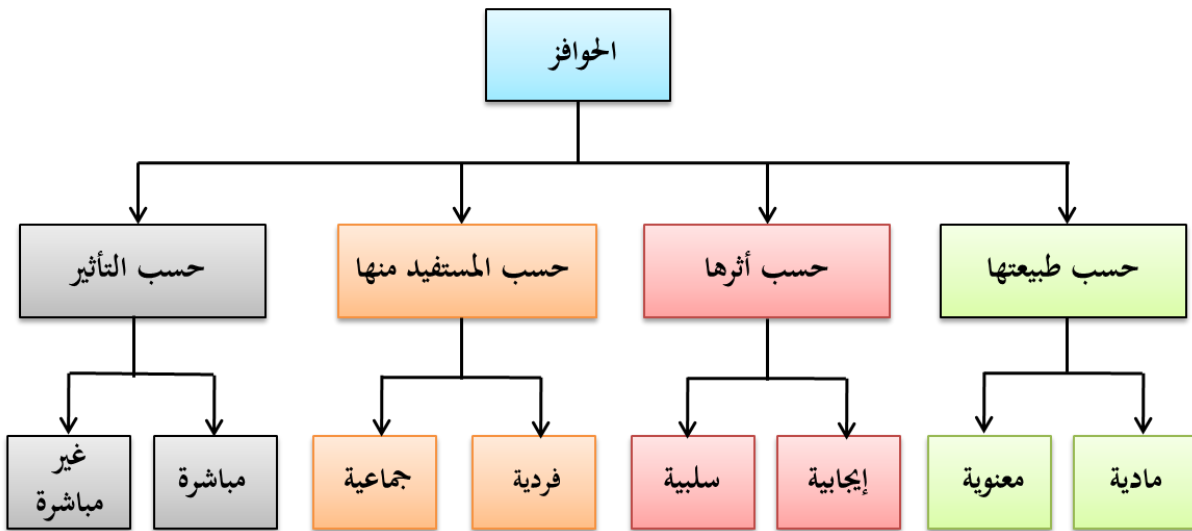 الحوافز
حسب طبيعتها
حسب أثرها
حسب المستفيد منها
حسب التأثير
مادية
معنوية
إيجابية
سلبية
فردية
جماعية
مباشرة
غير
مباشرة